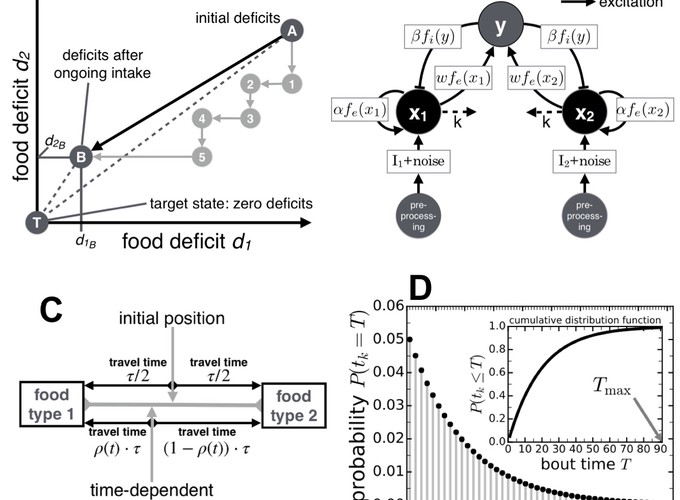 initial deficits
A
deficits after
ongoing intake
2
1
4
3
5
food deficit d2
d2B
B
T
target state: zero deficits
d1B
food deficit d1
excitation
y
βfi(y)
βfi(y)
wfe(x1)
wfe(x2)
αfe(x1)
x1
k
k
x2
αfe(x2)
I1+noise
I2+noise
pre-
process-
ing
pre-
process-
ing
C
initial position
travel time
travel time
τ/2
τ/2
food
type 1
food
type 2
travel time
travel time
ρ(t) · τ
(1 − ρ(t)) · τ
time-dependent
D
probability P(tk = T)
0.06
0.05
0.04
0.03
0.02
0.01
cumulative distribution function
P(tk ≤ T)
1.0
0.8
0.6
0.4
0.2
0.0
Tmax
0 10 20 30 40 50 60 70 80 90
bout time T